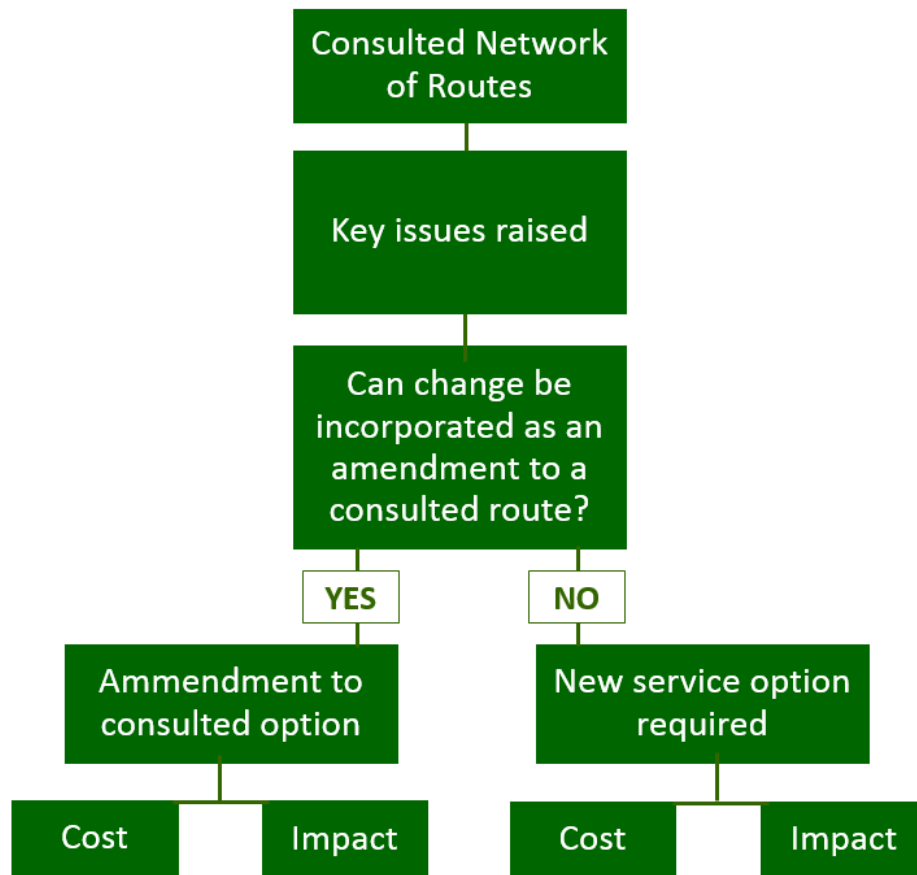 Consulted Network
of Routes
Key issues raised
Can change be
incorporated as an
amendment to a
consulted route?
YES
NO
Ammendment to
consulted option
New service option
required
Cost
Impact
Cost
Impact